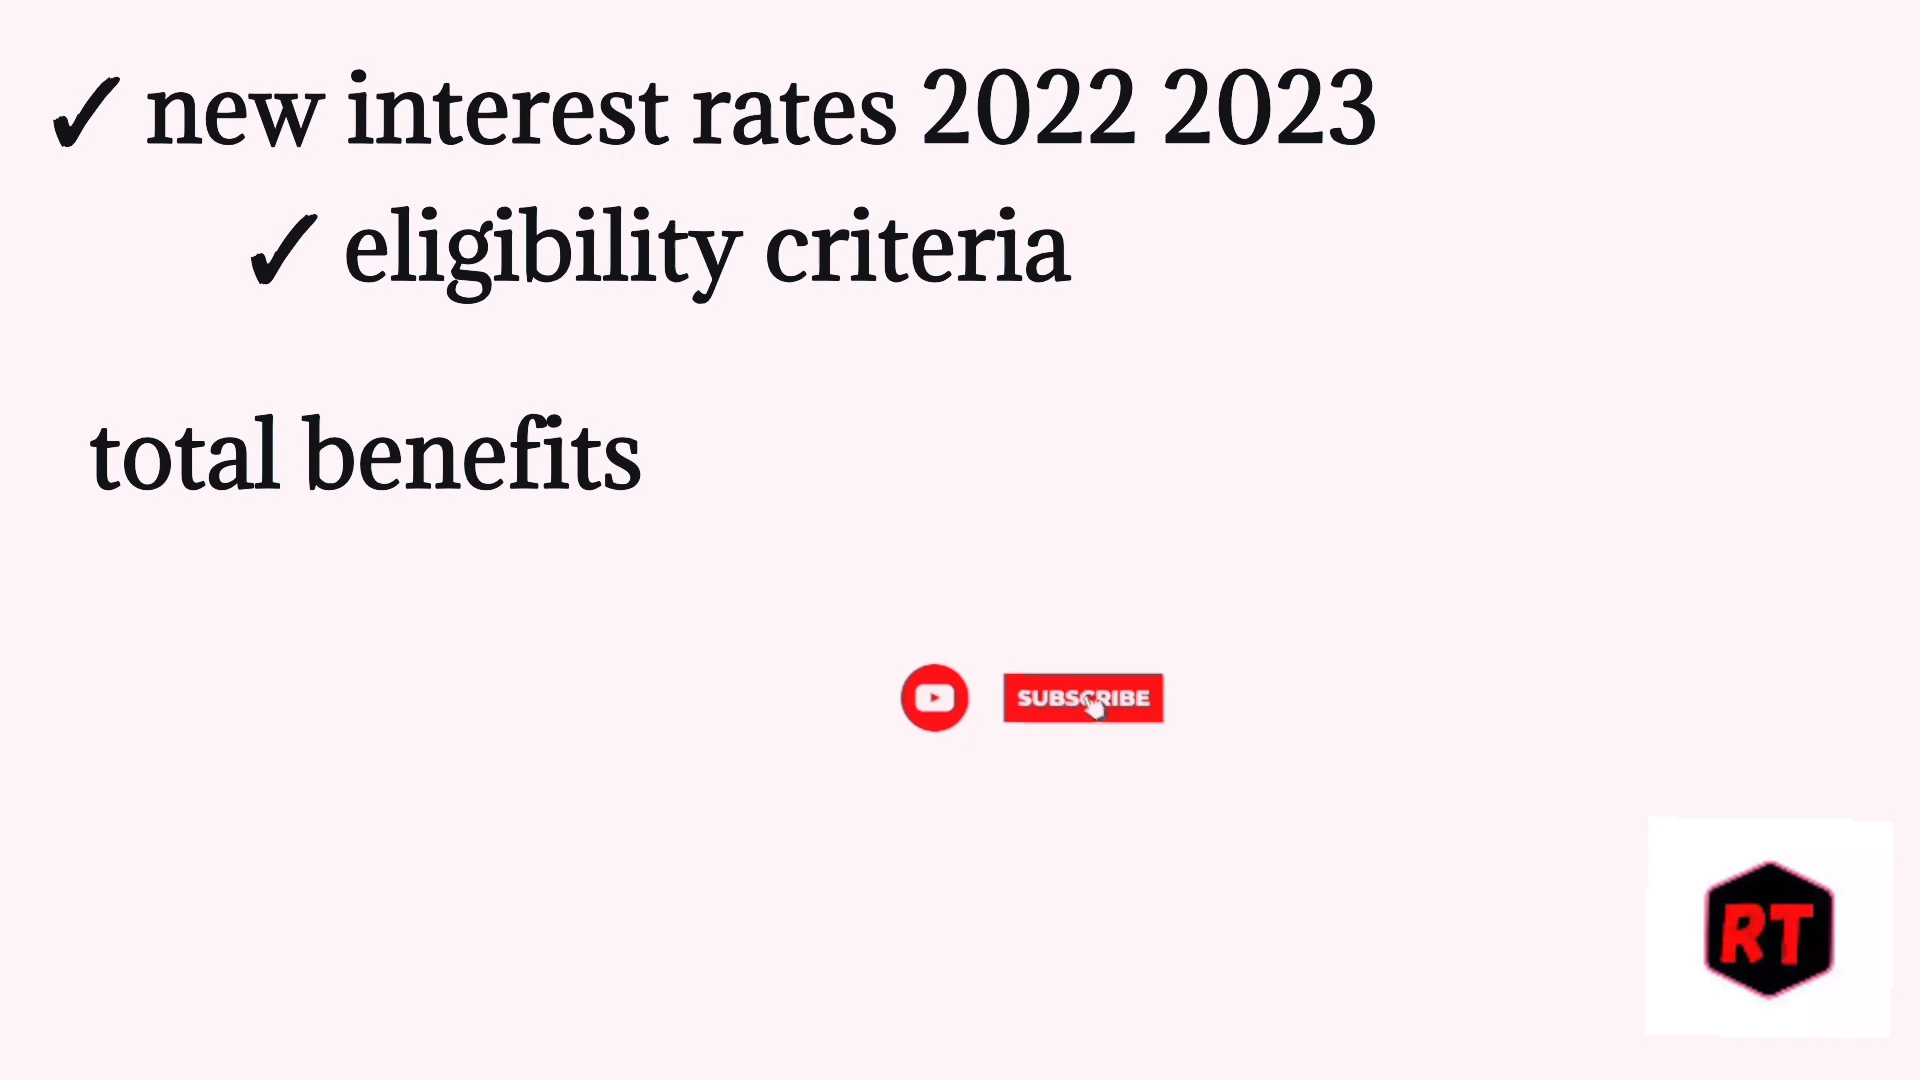 ✓ new interest rates 2022 2023
✓ eligibility criteria
total benefits
SUBSCRIBE
RT